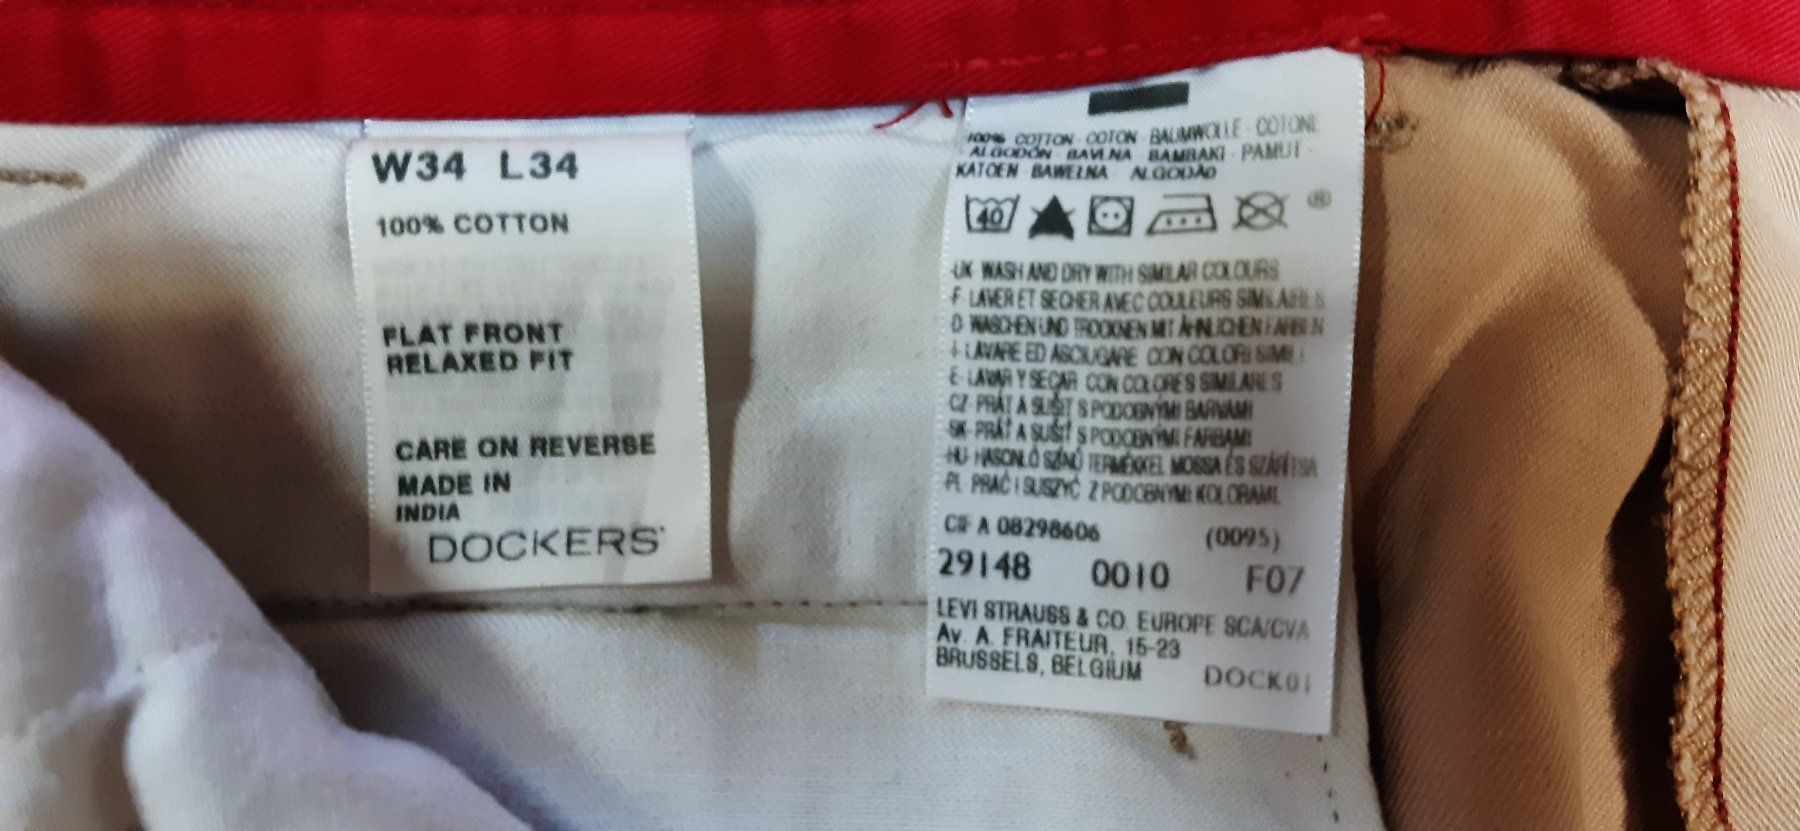 W34 L34
100% COTTON
FLAT FRONT
RELAXED FIT
CARE ON REVERSE
MADE IN
INDIA
DOCKERS
100% COTTON - COTON - BAUMWOLLE - COTONE
ALGODÓN - BAVLNA BAMBAKI - PAMUT -
KATOEN BAWEŁNA ALGODÃO
40
®
UK WASH AND DRY WITH SIMILAR COLOURS
F- LAVER ET SECHER AVEC COULEURS SIMILAIRES
D WASCHEN UND TROCKNEN MIT ÄHNLICHEN FARBEN
I- LAVARE ED ASCIUGARE CON COLORI SIMILI
E- LAVAR Y SECAR CON COLORES SIMILARES
CZ- PRÁT A SUŠIT S PODOBNÝMI BARVAMI
SK- PRÁŤ A SUŠIŤ S PODOBNÝMI FARBAMI
HU- HASONLÓ SZÍNŰ TERMÉKKEL MOSSA ÉS SZÁRÍTSA
PL PRAĆ I SUSZYĆ Z PODOBNYMI KOLORAMI
CIF A 08298606 (0095)
29148 0010 F07
LEVI STRAUSS & CO. EUROPE SCA/CVA
Av. A. FRAITEUR, 15-23
BRUSSELS, BELGIUM DOCK01